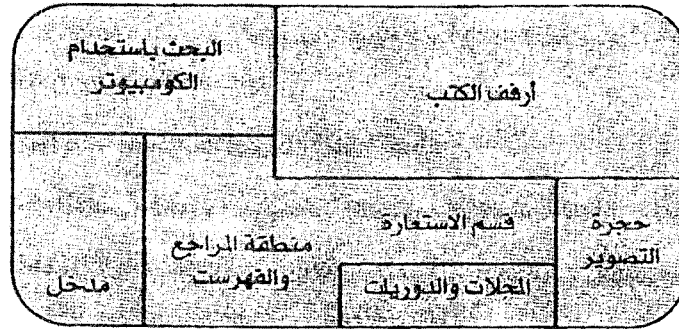 البحث باستخدام
الكومبيوتر
أرفف الكتب
حجرة
التصوير
قسم الاستعارة
المجلات والدوريات
منطقة المراجع
والفهرست
مدخل